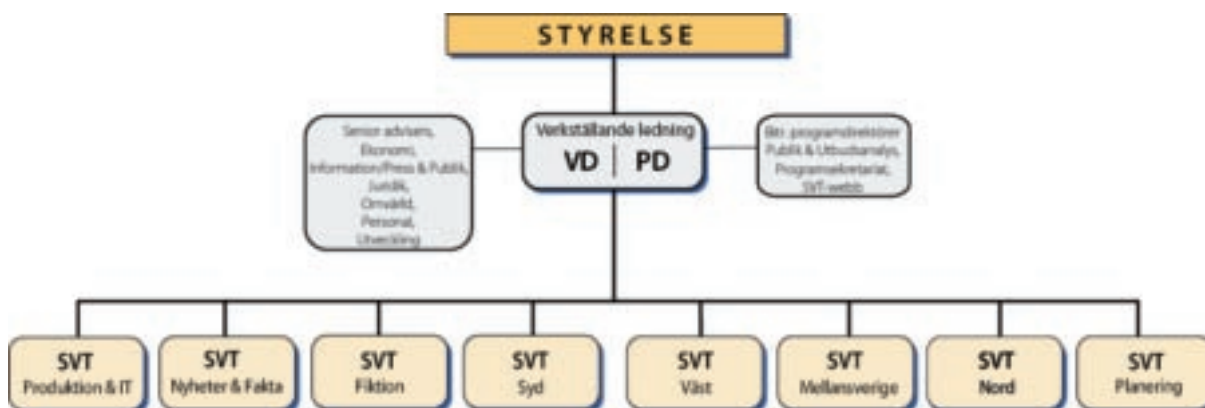 STYRELSE
Senior advisers,
Ekonomi,
Information/Press & Publik,
Juridik,
Omvärld,
Personal,
Utveckling
Verkställande ledning
VD | PD
Bitr. programdirektörer
Publik & Utbudsanalys,
Programsekretariat,
SVT-webb
SVT
Produktion & IT
SVT
Nyheter & Fakta
SVT
Fiktion
SVT
Syd
SVT
Väst
SVT
Mellansverige
SVT
Nord
SVT
Planering